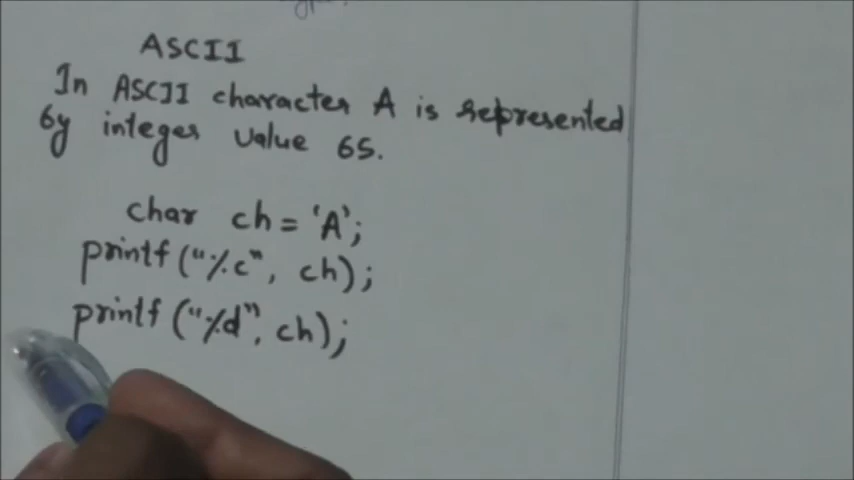 ASCII
In ASCII character A is represented
by integer value 65.
char ch = 'A';
printf ("%c", ch);
printf ("%d", ch);